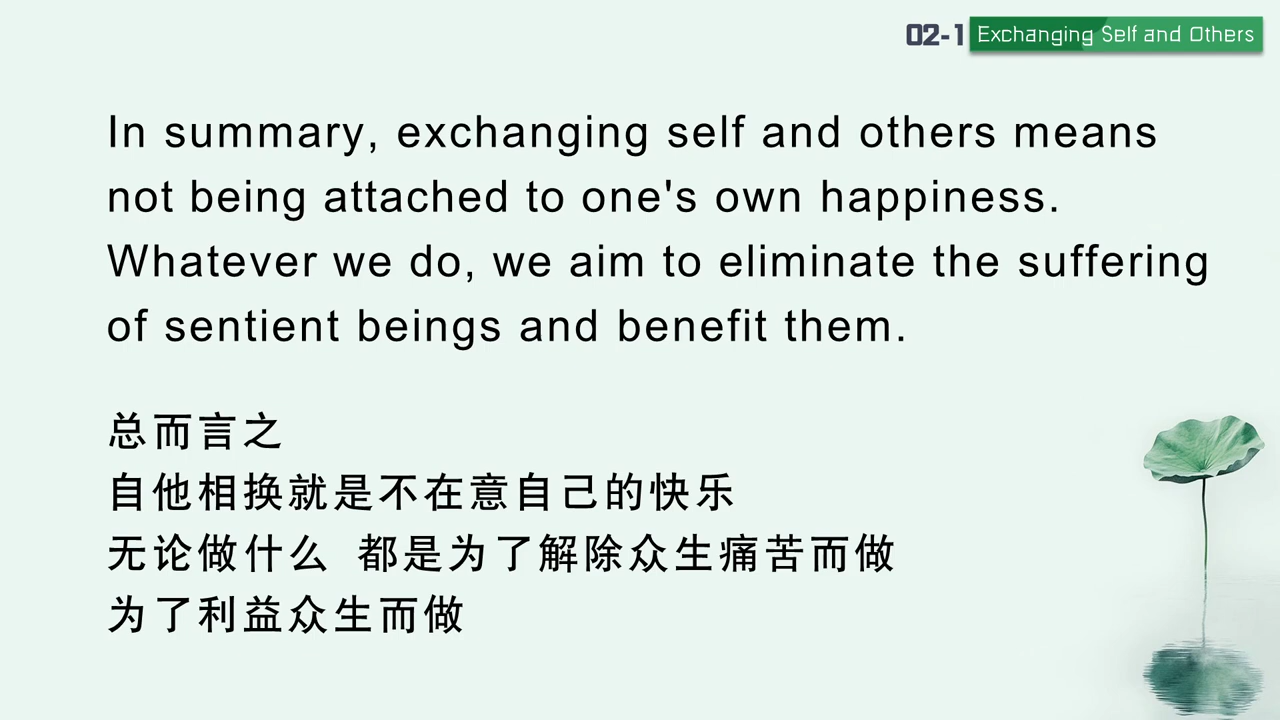 02-1 Exchanging Self and Others
In summary, exchanging self and others means
not being attached to one's own happiness.
Whatever we do, we aim to eliminate the suffering
of sentient beings and benefit them.
总而言之
自他相换就是不在意自己的快乐
无论做什么 都是为了解除众生痛苦而做
为了利益众生而做